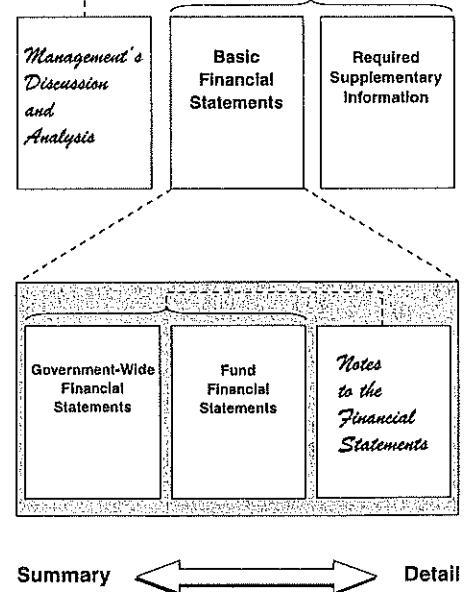 Management's
Discussion
and
Analysis
Basic
Financial
Statements
Required
Supplementary
Information
Government-Wide
Financial
Statements
Fund
Financial
Statements
Notes
to the
Financial
Statements
Summary
Detail